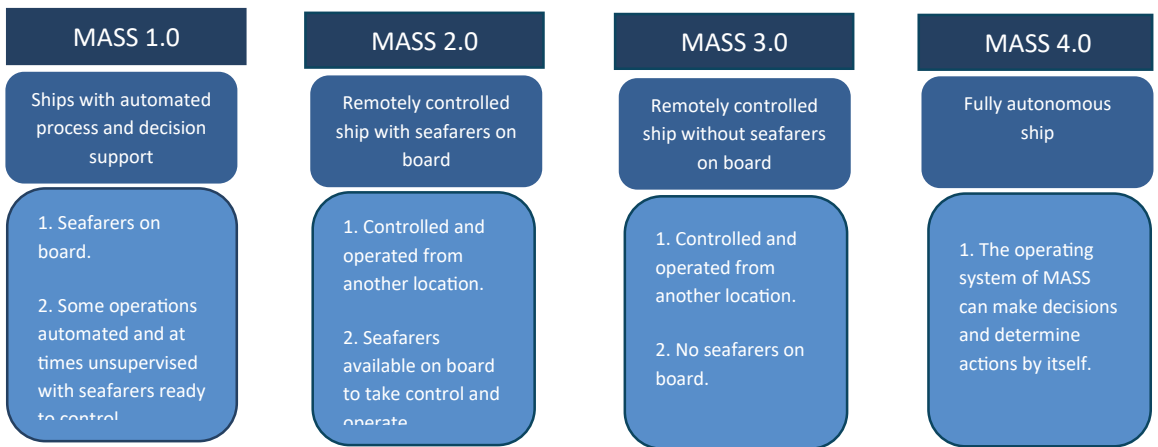 MASS 1.0
Ships with automated
process and decision
support
1. Seafarers on
board.
2. Some operations
automated and at
times unsupervised
with seafarers ready
to control
MASS 2.0
Remotely controlled
ship with seafarers on
board
1. Controlled and
operated from
another location.
2. Seafarers
available on board
to take control and
operate
MASS 3.0
Remotely controlled
ship without seafarers
on board
1. Controlled and
operated from
another location.
2. No seafarers on
board.
MASS 4.0
Fully autonomous
ship
1. The operating
system of MASS
can make decisions
and determine
actions by itself.